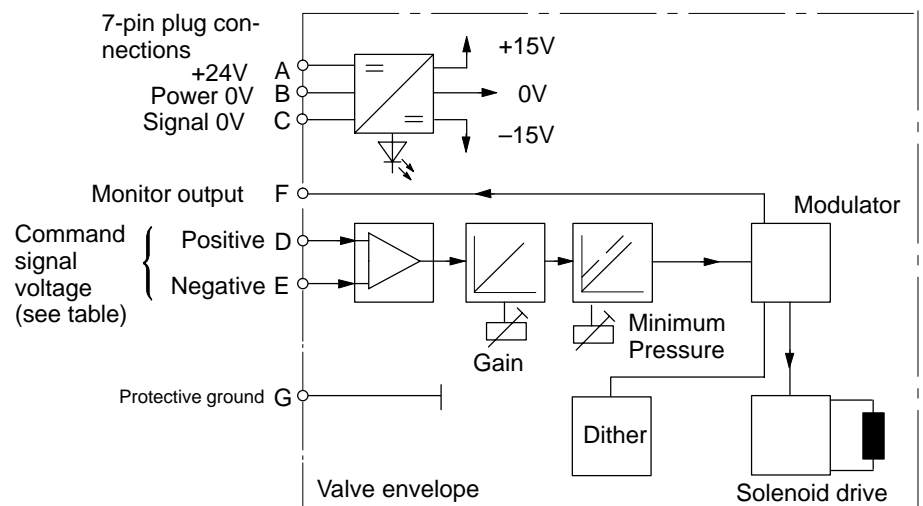 7-pin plug con-
nections
+24V A
Power 0V B
Signal 0V C
+15V
0V
–15V
Monitor output F
Modulator
Command
signal
voltage
(see table)
Positive D
Negative E
Gain
Minimum
Pressure
Protective ground G
Dither
Valve envelope
Solenoid drive